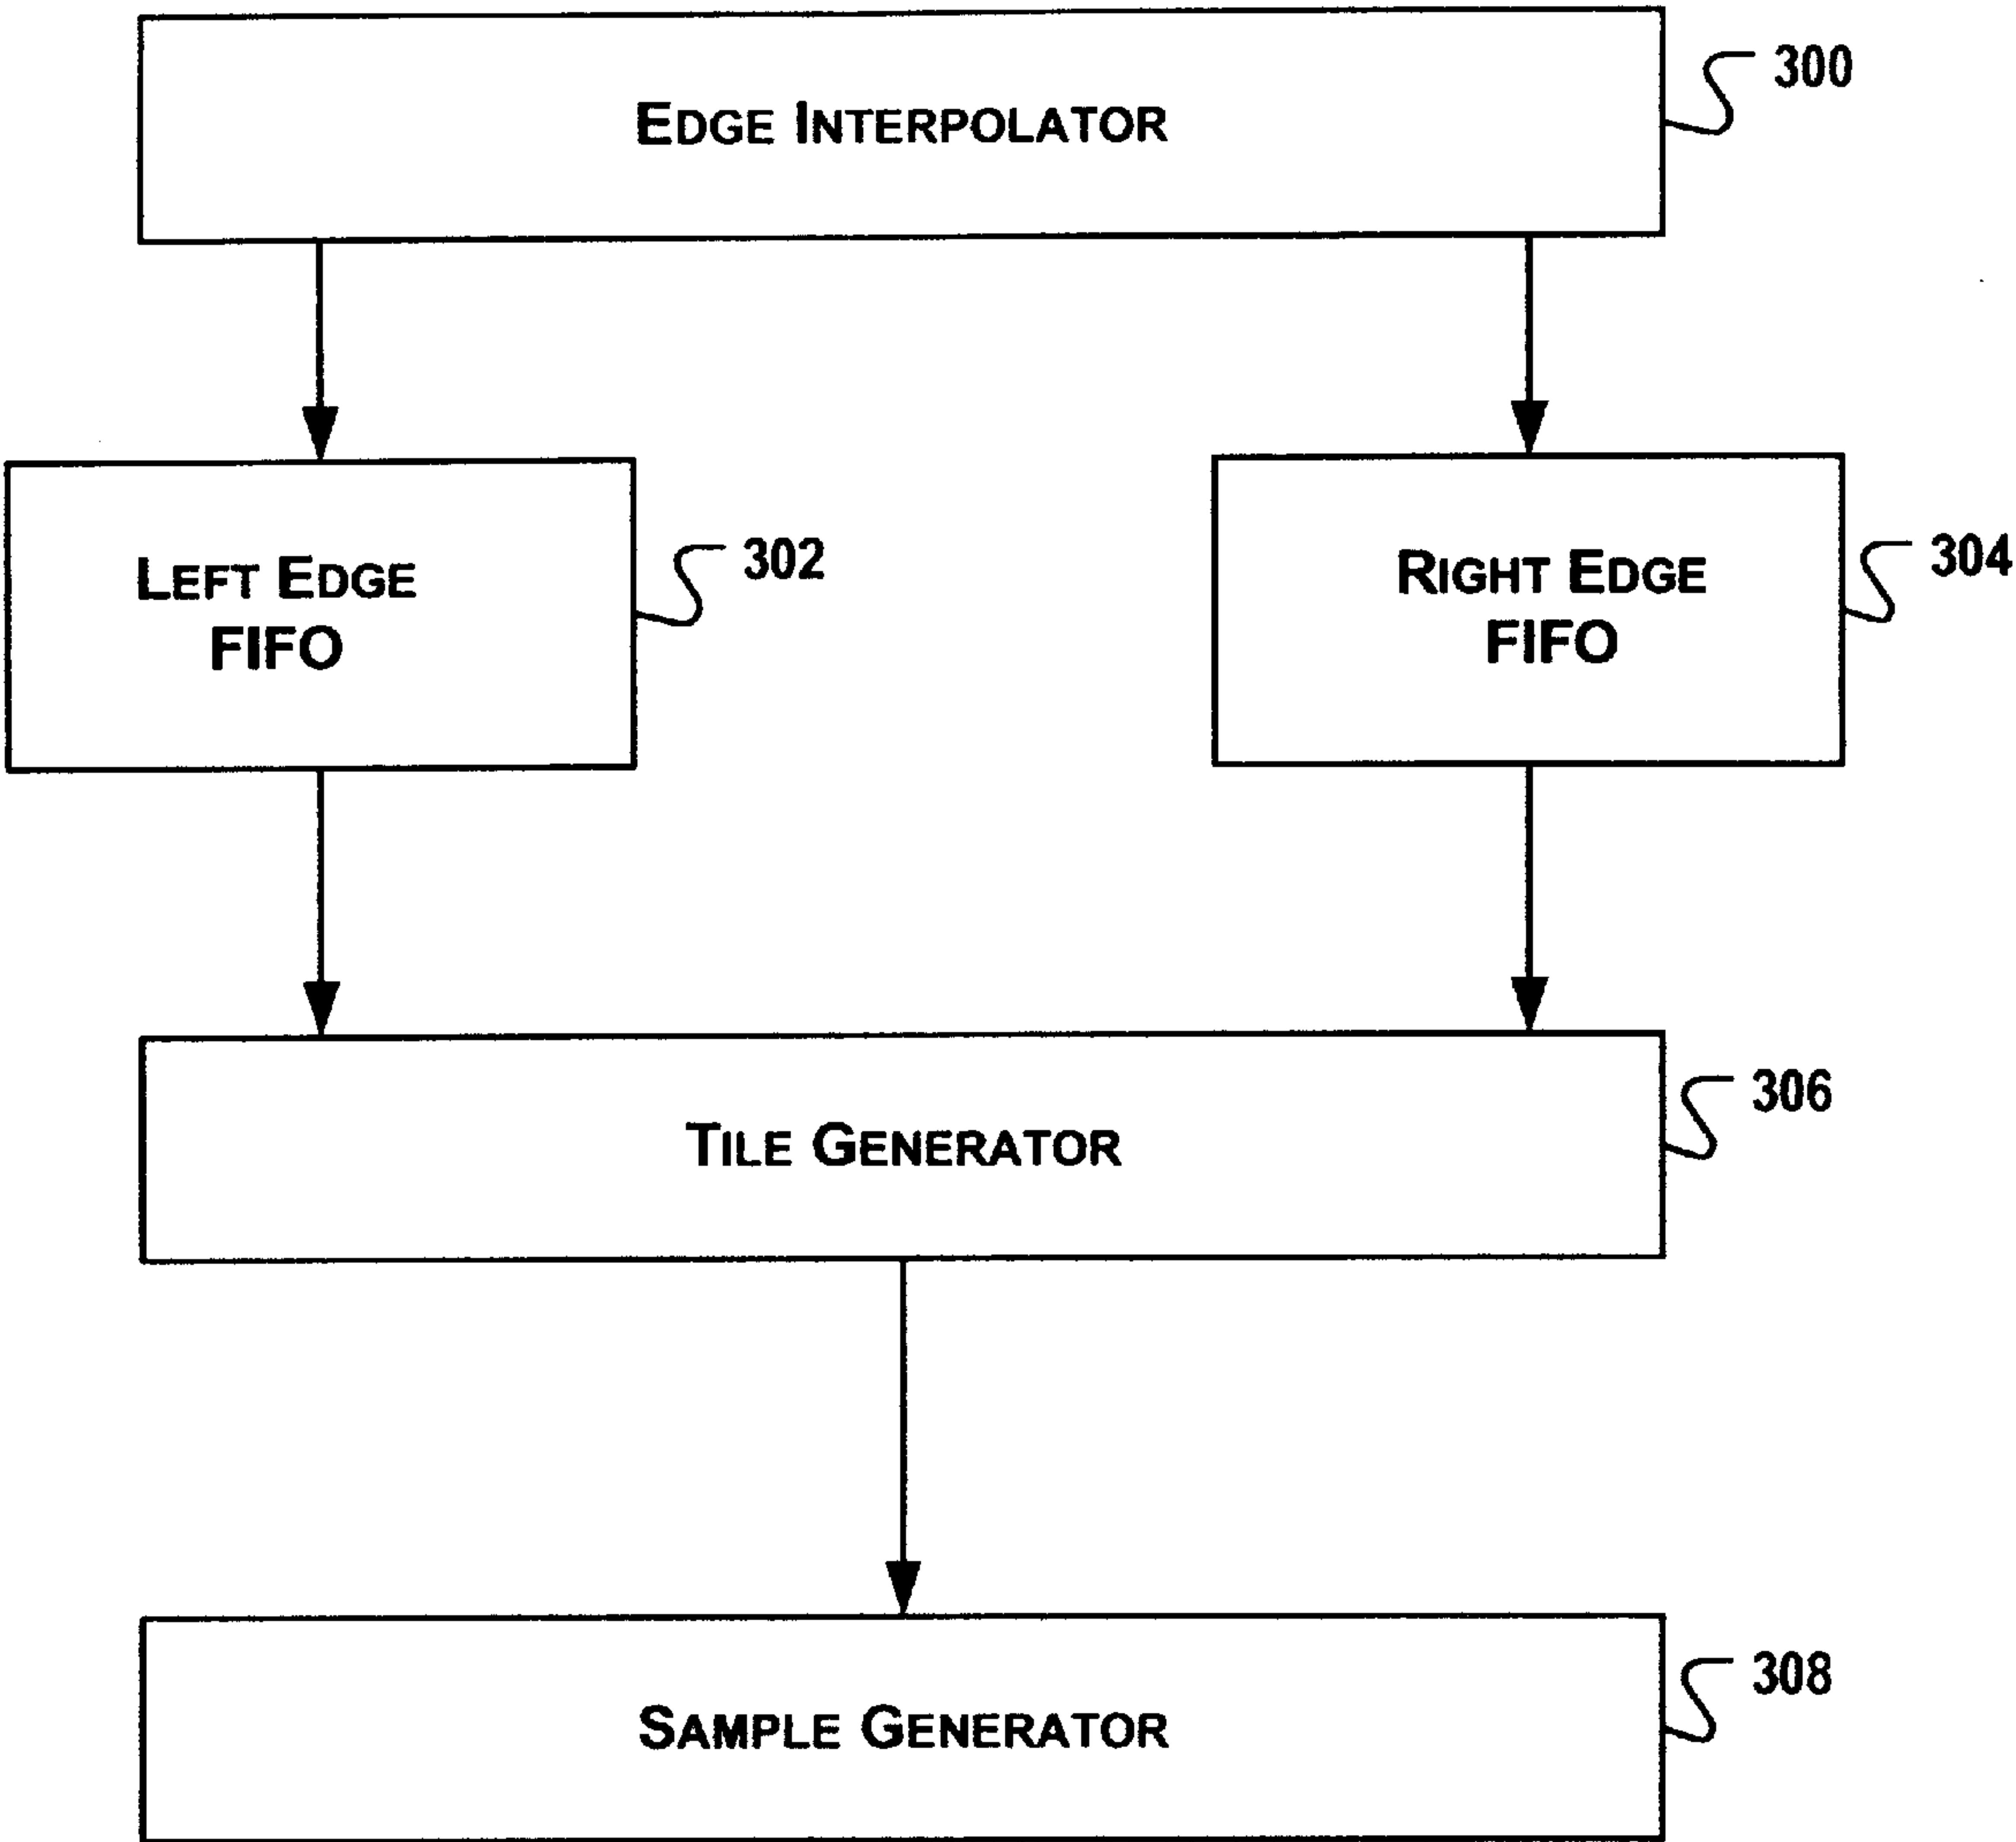 EDGE INTERPOLATOR
300
LEFT EDGE
FIFO
302
RIGHT EDGE
FIFO
304
TILE GENERATOR
306
SAMPLE GENERATOR
308